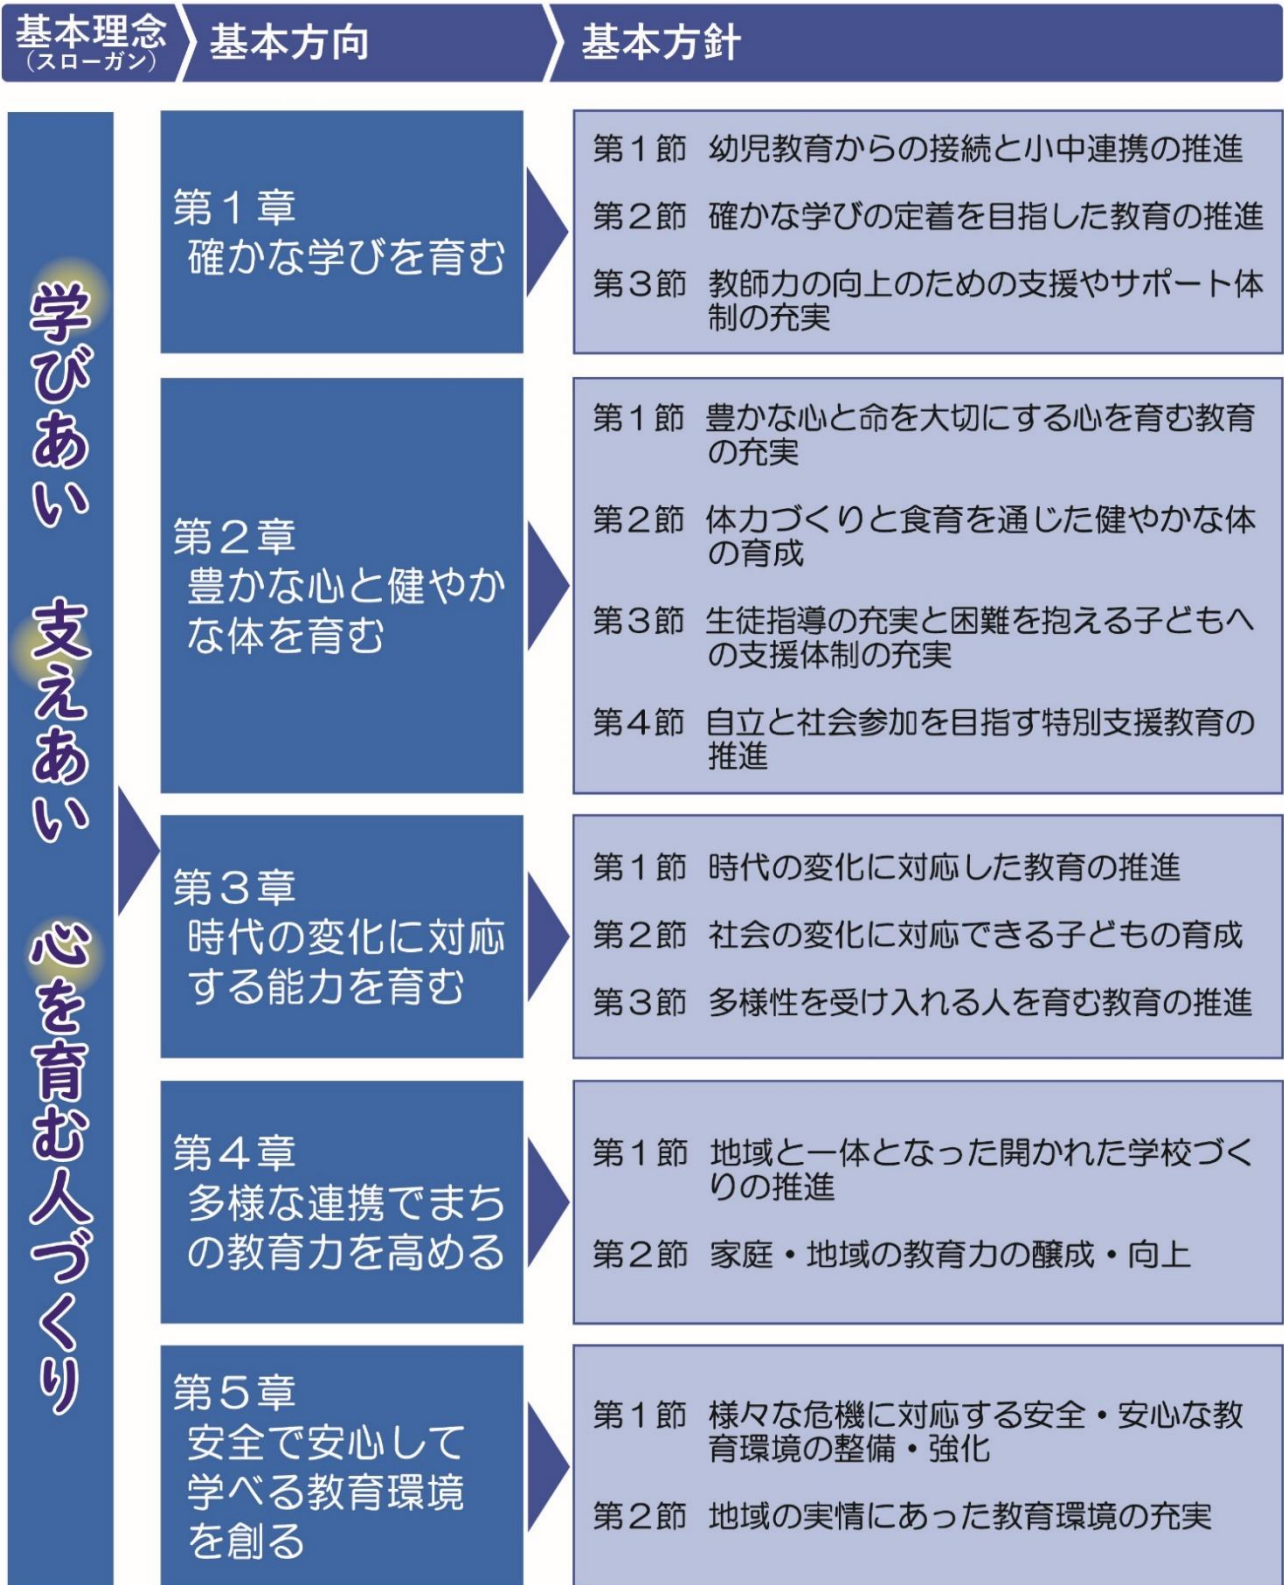 基本理念
（スローガン）
基本方向
基本方針
学びあい　支えあい　心を育む人づくり
第１章
確かな学びを育む
第１節 幼児教育からの接続と小中連携の推進
第２節 確かな学びの定着を目指した教育の推進
第３節 教師力の向上のための支援やサポート体
制の充実
第２章
豊かな心と健やか
な体を育む
第１節 豊かな心と命を大切にする心を育む教育
の充実
第２節 体力づくりと食育を通じた健やかな体
の育成
第３節 生徒指導の充実と困難を抱える子どもへ
の支援体制の充実
第４節 自立と社会参加を目指す特別支援教育の
推進
第３章
時代の変化に対応
する能力を育む
第１節 時代の変化に対応した教育の推進
第２節 社会の変化に対応できる子どもの育成
第３節 多様性を受け入れる人を育む教育の推進
第４章
多様な連携でまち
の教育力を高める
第１節 地域と一体となった開かれた学校づく
りの推進
第２節 家庭・地域の教育力の醸成・向上
第５章
安全で安心して
学べる教育環境
を創る
第１節 様々な危機に対応する安全・安心な教
育環境の整備・強化
第２節 地域の実情にあった教育環境の充実